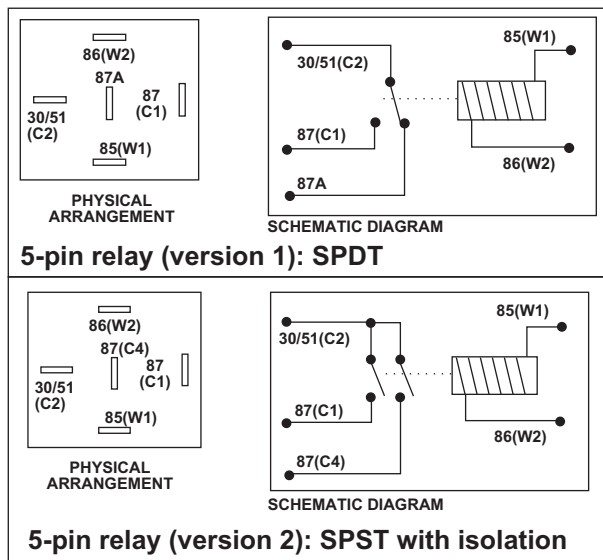 86(W2)
87A
87
(C1)
30/51
(C2)
85(W1)
PHYSICAL
ARRANGEMENT
85(W1)
30/51(C2)
87(C1)
86(W2)
87A
SCHEMATIC DIAGRAM
5-pin relay (version 1): SPDT
86(W2)
87(C4)
87
(C1)
30/51
(C2)
85(W1)
PHYSICAL
ARRANGEMENT
85(W1)
30/51(C2)
87(C1)
86(W2)
87(C4)
SCHEMATIC DIAGRAM
5-pin relay (version 2): SPST with isolation